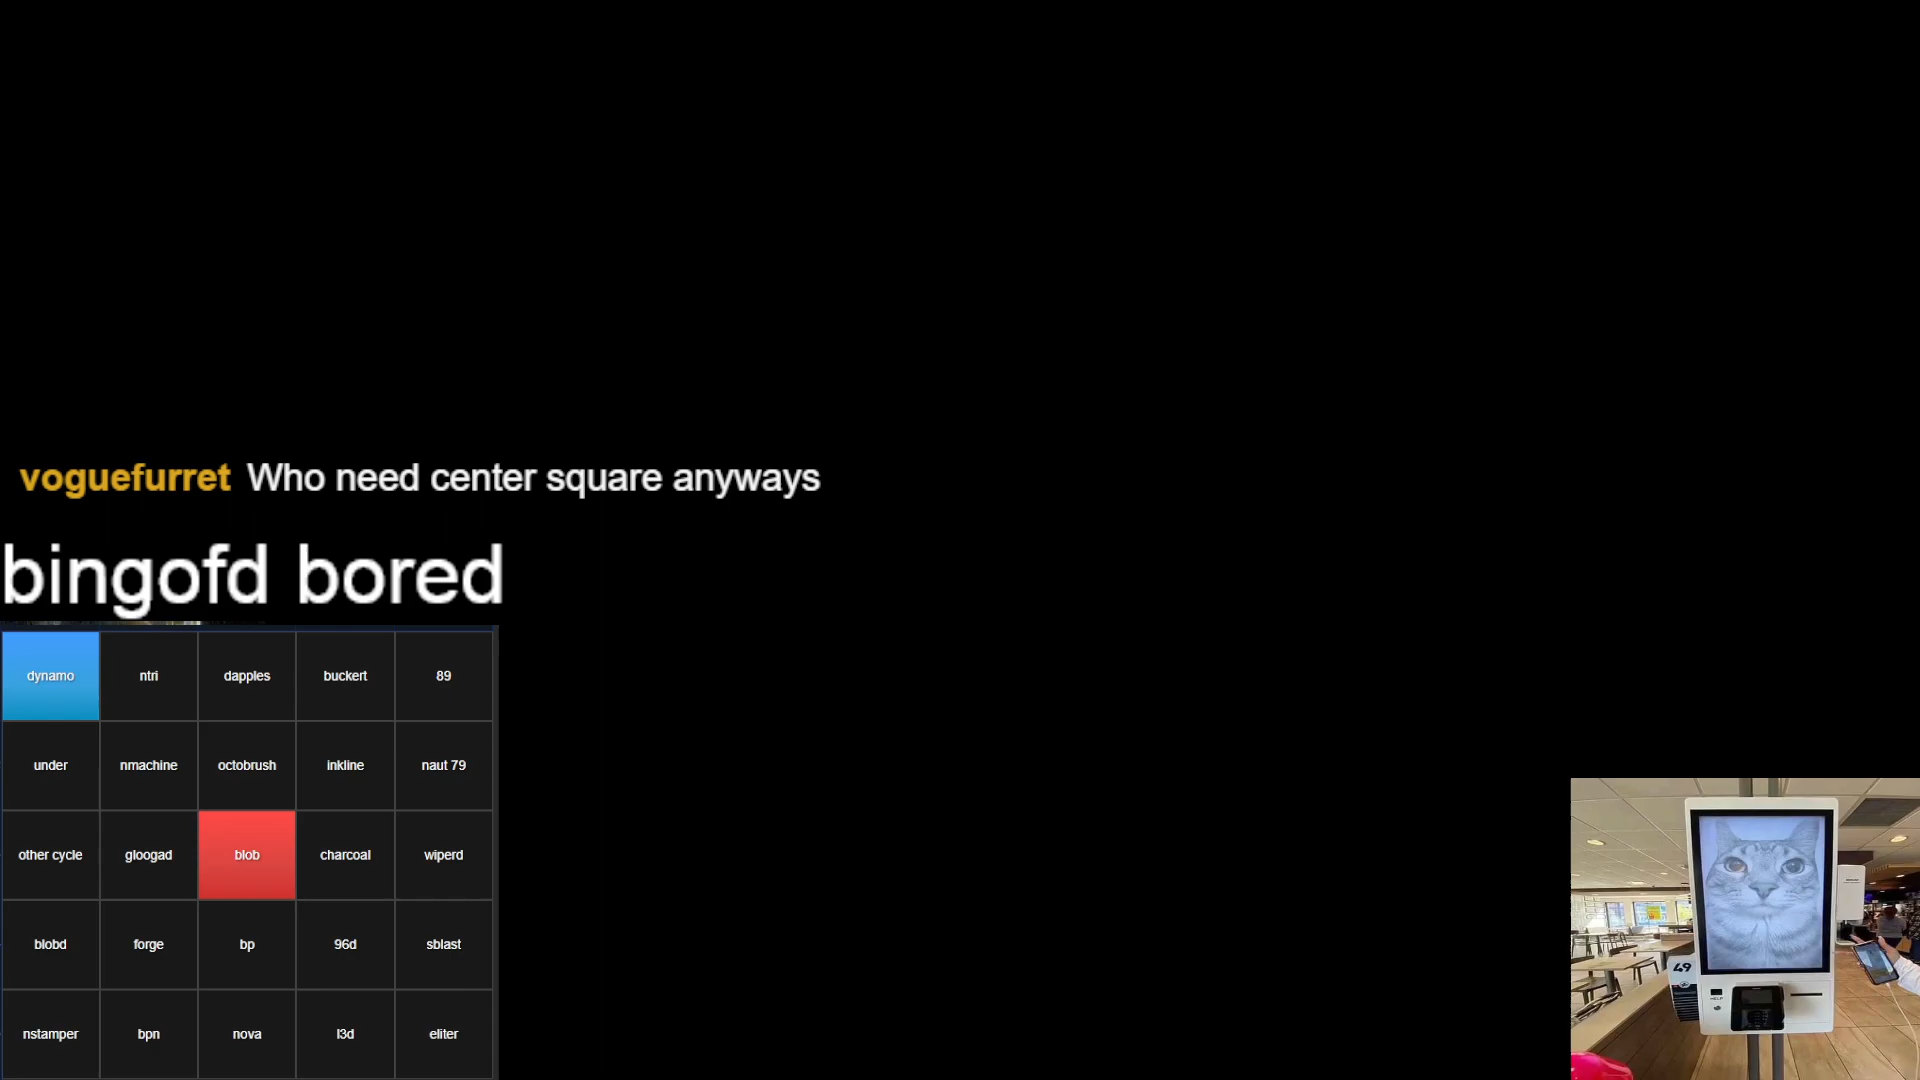 voguefurret Who need center square anyways
bingofd bored
dynamo ntri dapples buckert 89
under nmachine octobrush inkline naut 79
other cycle gloogad blob charcoal wiperd
blobd forge bp 96d sblast
nstamper bpn nova l3d eliter
49
HELP